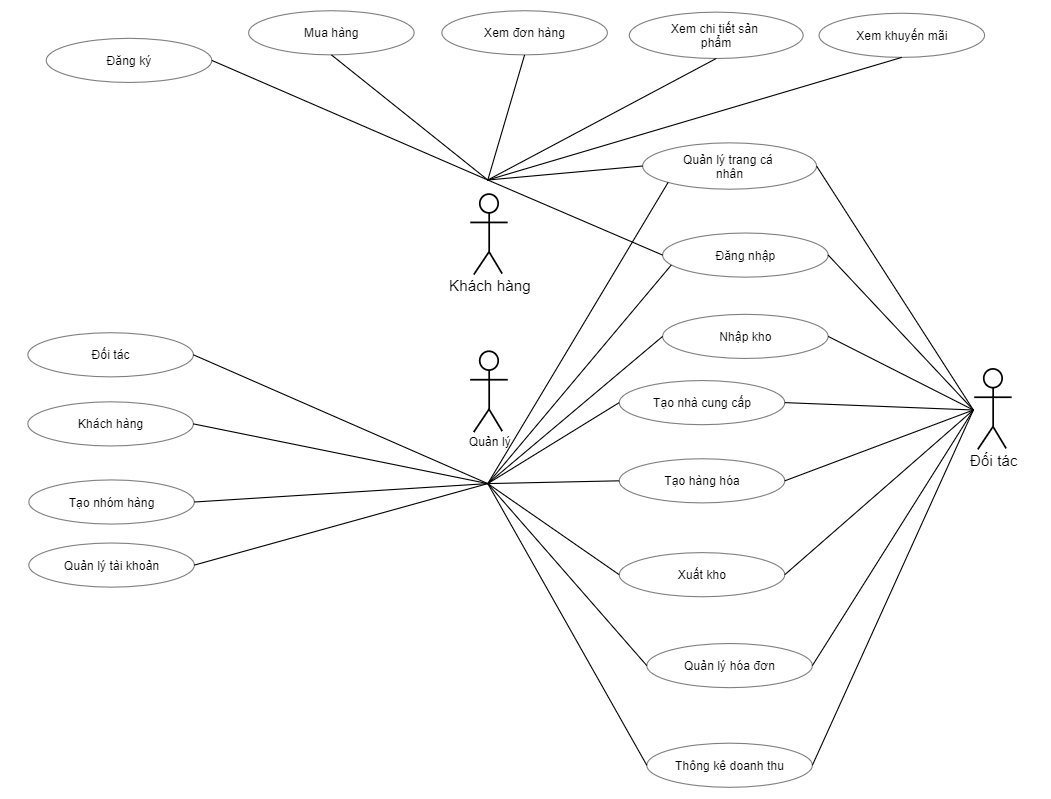 Đăng ký
Mua hàng
Xem đơn hàng
Xem chi tiết sản
phẩm
Xem khuyến mãi
Quản lý trang cá
nhân
Đăng nhập
Khách hàng
Nhập kho
Đối tác
Tạo nhà cung cấp
Khách hàng
Quản lý
Đối tác
Tạo hàng hóa
Tạo nhóm hàng
Quản lý tài khoản
Xuất kho
Quản lý hóa đơn
Thông kê doanh thu